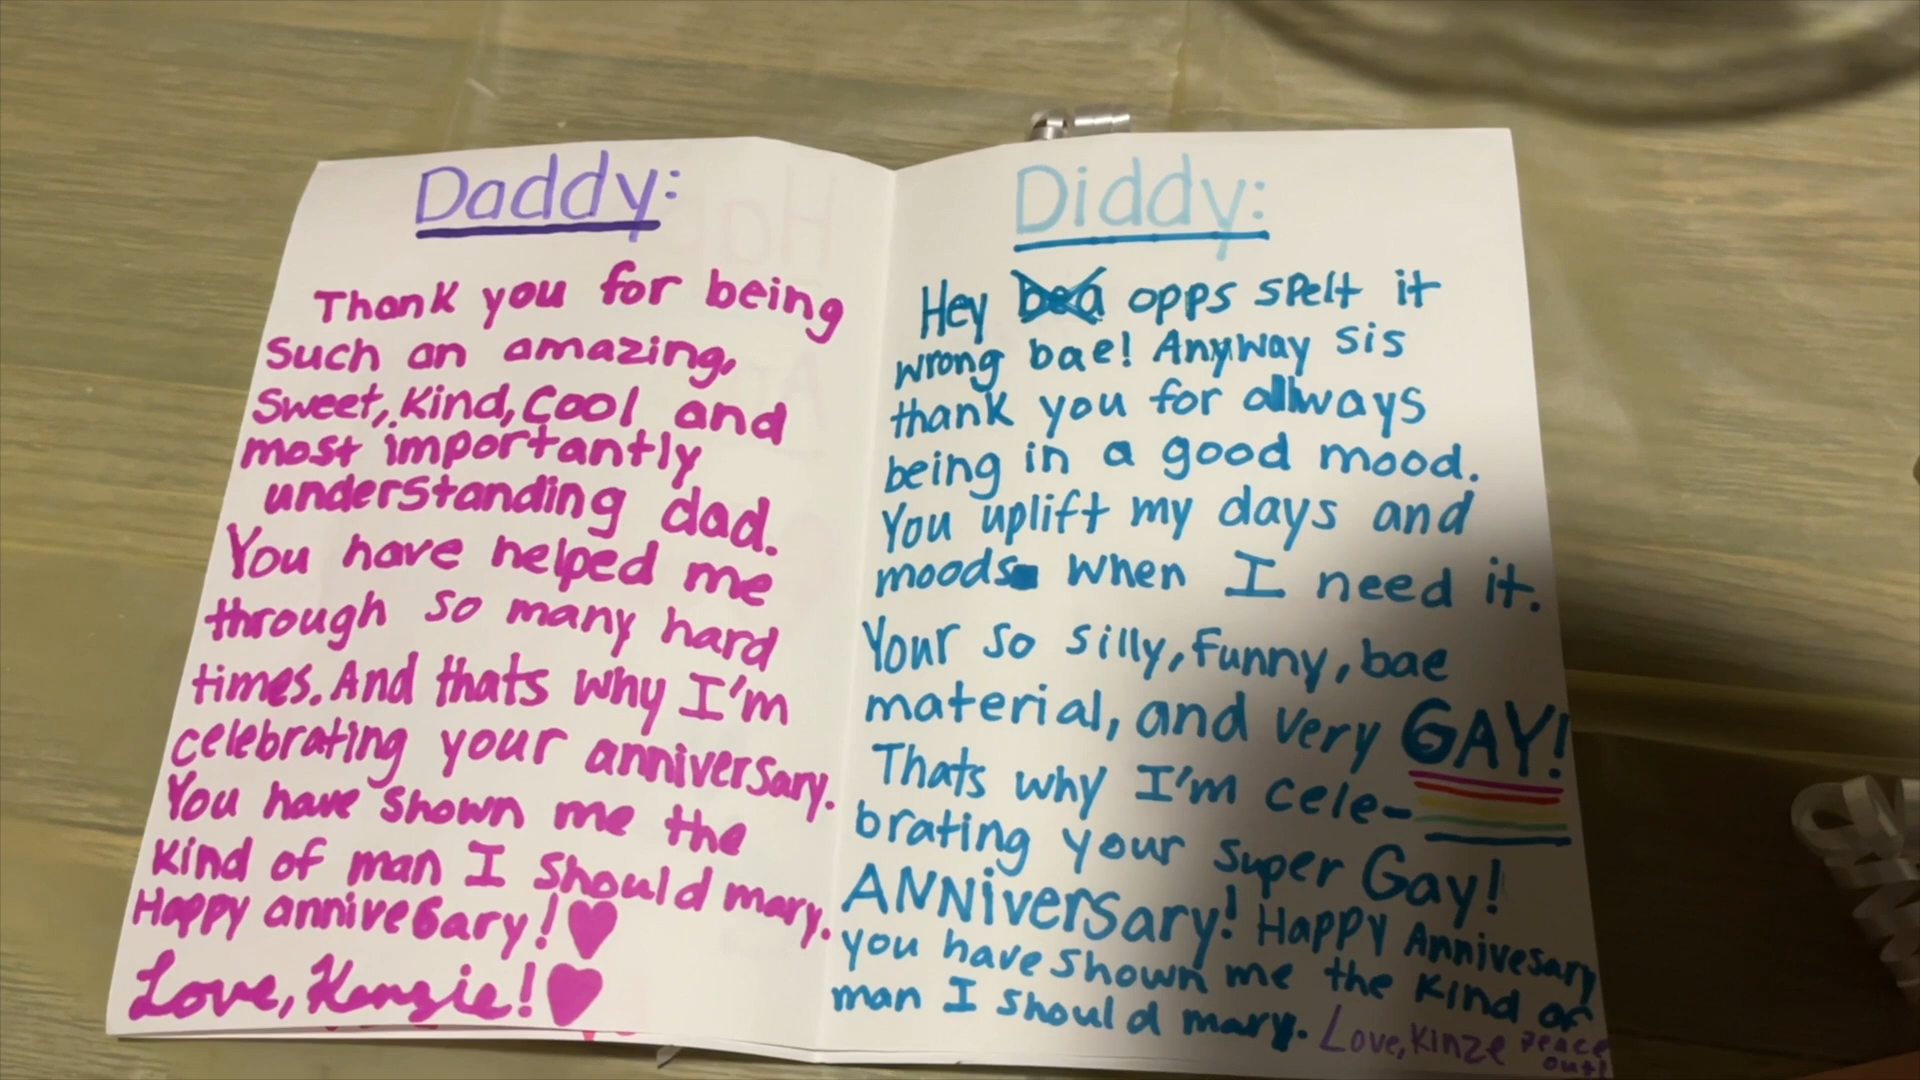 Daddy:
Thank you for being
such an amazing,
sweet, kind, cool and
most importantly
understanding dad.
You have helped me
through so many hard
times. And thats why I'm
celebrating your anniversary.
You have shown me the
kind of man I should mary.
Happy annivesary!
Love, Kenzie!
Diddy:
Hey bea opps spelt it
wrong bae! Anyway sis
thank you for always
being in a good mood.
You uplift my days and
moods when I need it.
Your so silly, funny, bae
material, and very GAY!
Thats why I'm cele-
brating your super Gay!
ANNiversary! Happy Annivesary
you have shown me the kind of
man I should mary. Love, Kinze Peace
out!